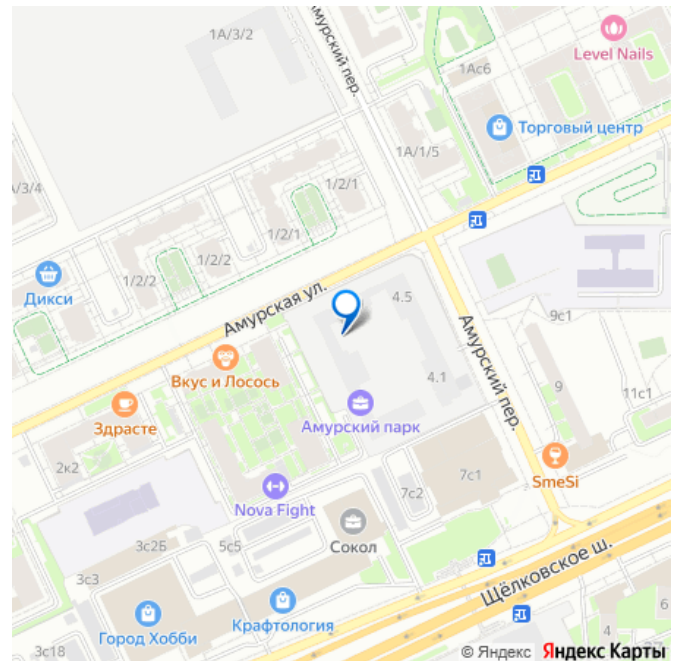 1А/3/2
Амурский пер.
Level Nails
1Ас6
Торговый центр
1А/1/5
1/2/1
1/2/1
1/2/2
1/2/2
Дикси
Амурская ул.
4.5
9с1
Амурский пер.
Вкус и Лосось
4.1
9
11с1
Здрасте
Амурский парк
2к2
SmeSi
7с1
7с2
Nova Fight
Сокол
3с2Б
5с5
3с3
Щёлковское ш.
Крафтология
Город Хобби
6
4
3с18
© Яндекс Яндекс Карты